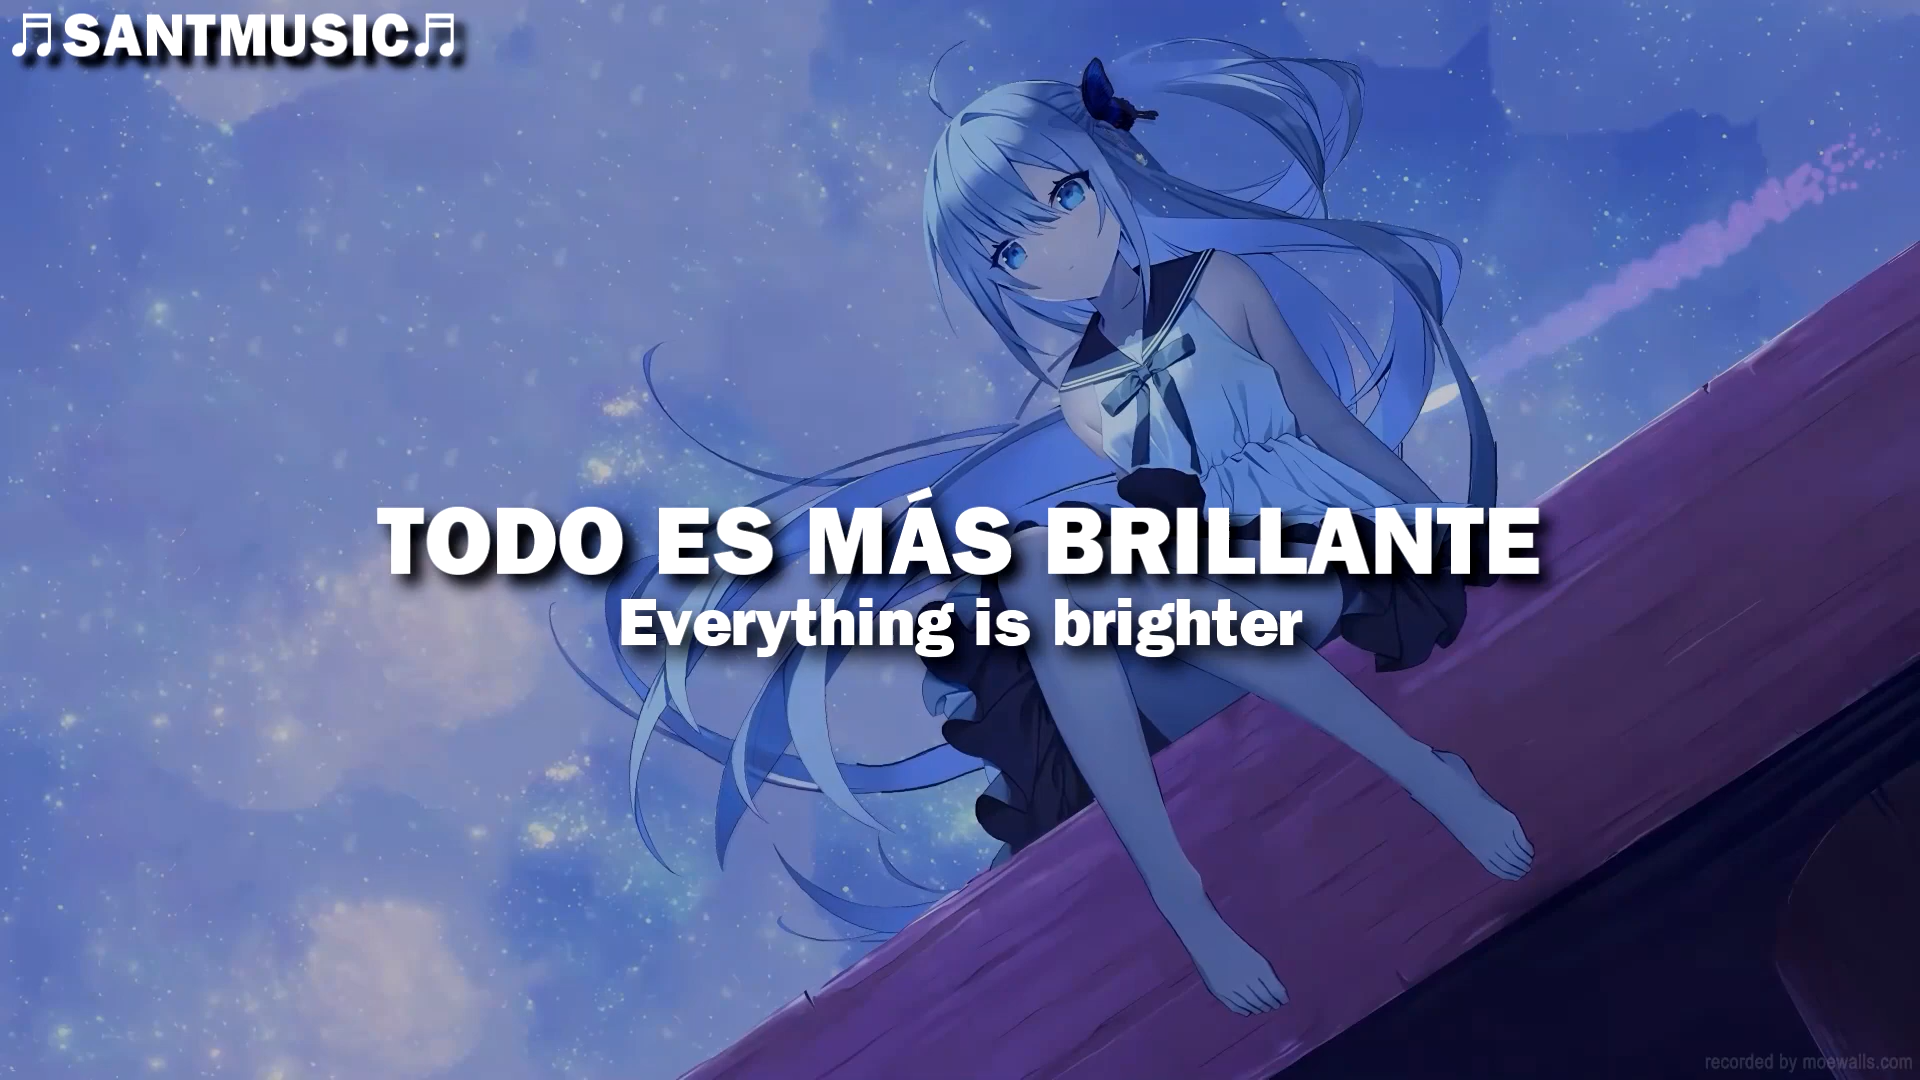 ♬SANTMUSIC♬
TODO ES MÁS BRILLANTE
Everything is brighter
recorded by moewalls.com